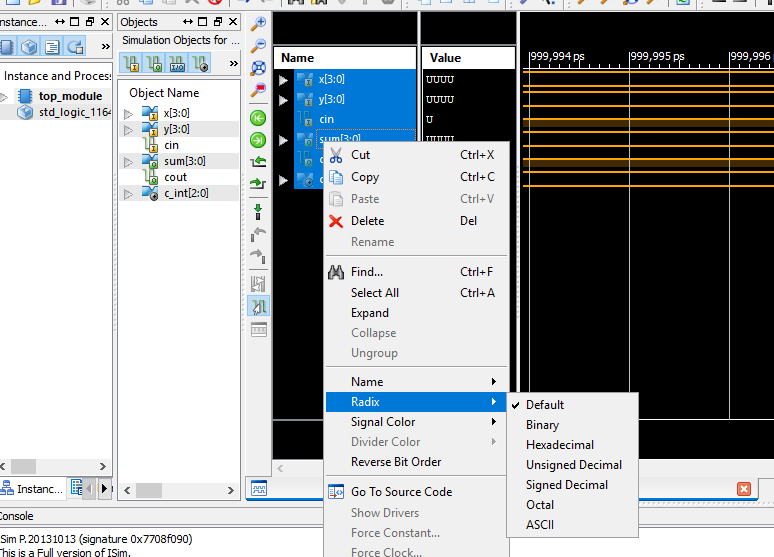 Instance...
Objects
Simulation Objects for ...
»
»
Instance and Process
top_module
std_logic_1164
Object Name
x[3:0]
y[3:0]
cin
sum[3:0]
cout
c_int[2:0]
Name
Value
x[3:0]
UUUU
y[3:0]
UUUU
cin
U
sum[3:0]
UUUU
999,994 ps
999,995 ps
999,996
Cut Ctrl+X
Copy Ctrl+C
Paste Ctrl+V
Delete Del
Rename
Find... Ctrl+F
Select All Ctrl+A
Expand
Collapse
Ungroup
Name
Radix
Signal Color
Divider Color
Reverse Bit Order
Go To Source Code
Show Drivers
Force Constant...
Force Clock...
Default
Binary
Hexadecimal
Unsigned Decimal
Signed Decimal
Octal
ASCII
Instanc...
Console
ISim P.20131013 (signature 0x7708f090)
This is a Full version of ISim.